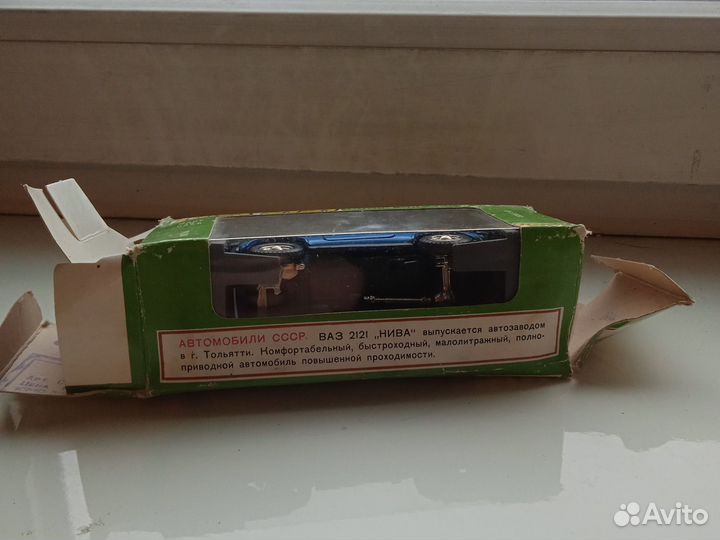 АВТОМОБИЛИ СССР. ВАЗ 2121 „НИВА“ выпускается автозаводом
в г. Тольятти. Комфортабельный, быстроходный, малолитражный, полно-
приводной автомобиль повышенной проходимости.
Avito